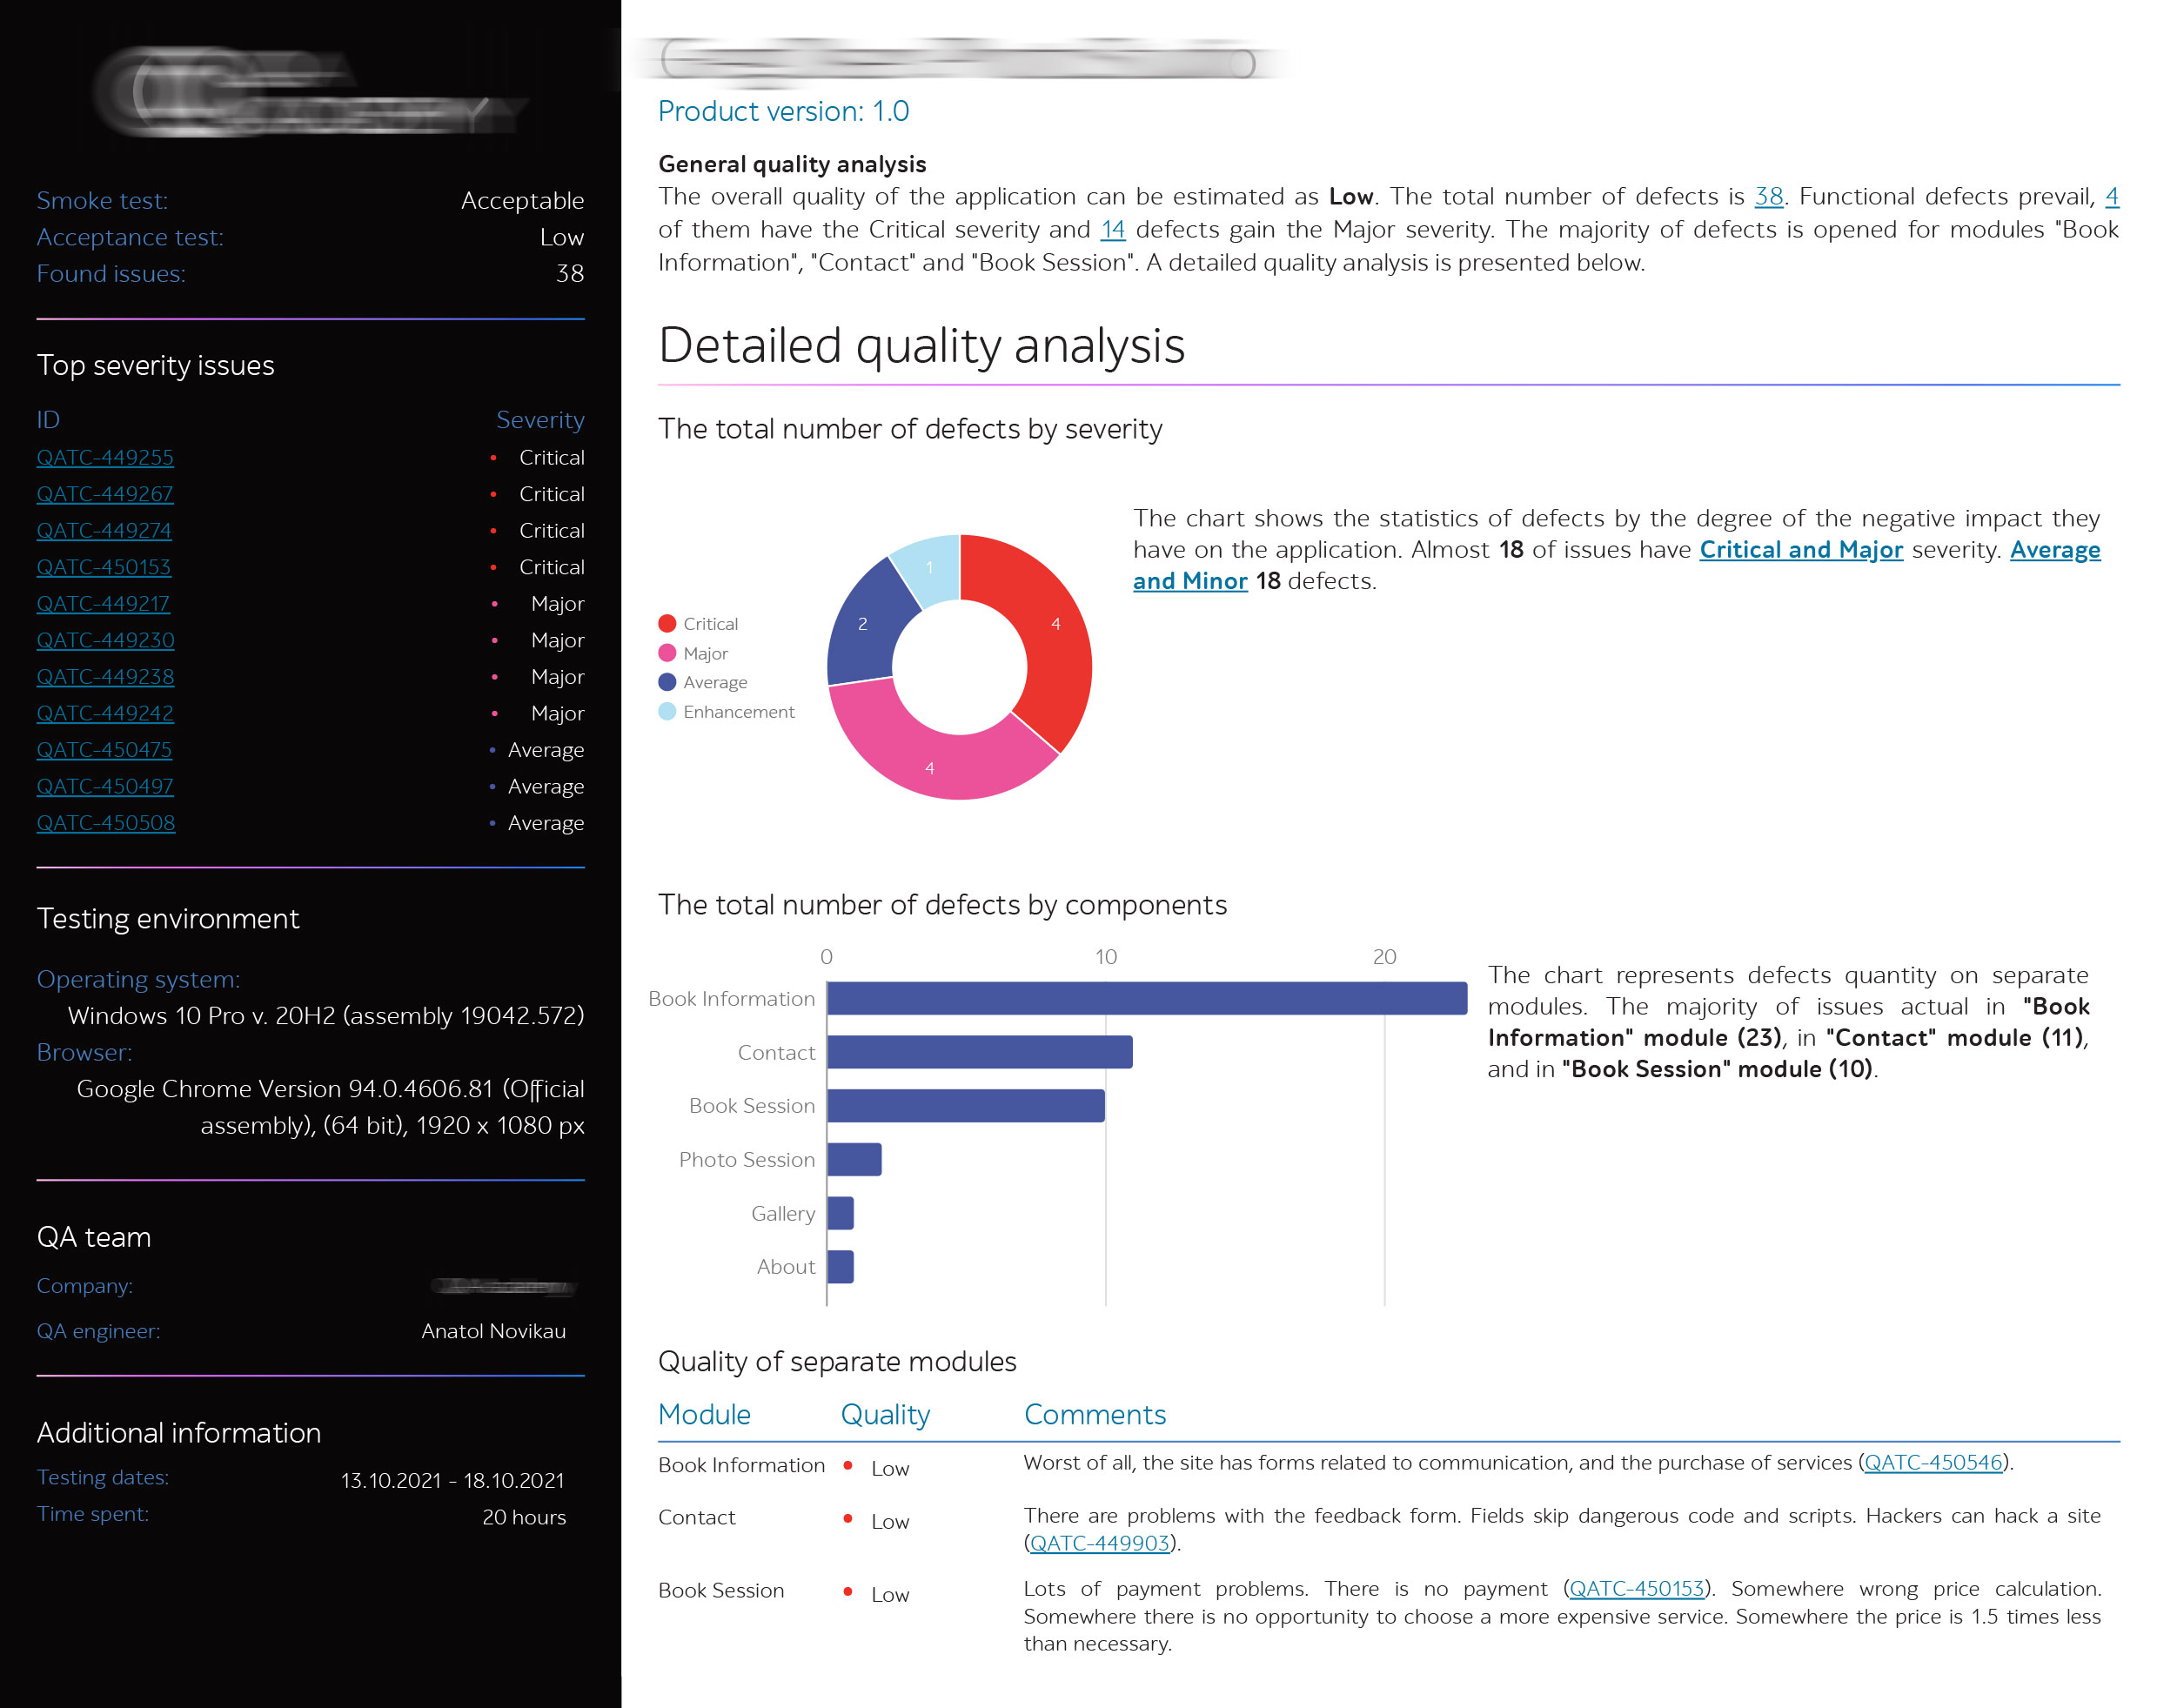 Smoke test: Acceptable
Acceptance test: Low
Found issues: 38
Top severity issues
ID Severity
QATC-449255 • Critical
QATC-449267 • Critical
QATC-449274 • Critical
QATC-450153 • Critical
QATC-449217 • Major
QATC-449230 • Major
QATC-449238 • Major
QATC-449242 • Major
QATC-450475 • Average
QATC-450497 • Average
QATC-450508 • Average
Testing environment
Operating system:
Windows 10 Pro v. 20H2 (assembly 19042.572)
Browser:
Google Chrome Version 94.0.4606.81 (Official
assembly), (64 bit), 1920 x 1080 px
QA team
Company:
QA engineer: Anatol Novikau
Additional information
Testing dates: 13.10.2021 - 18.10.2021
Time spent: 20 hours
Product version: 1.0
General quality analysis
The overall quality of the application can be estimated as Low. The total number of defects is 38. Functional defects prevail, 4
of them have the Critical severity and 14 defects gain the Major severity. The majority of defects is opened for modules "Book
Information", "Contact" and "Book Session". A detailed quality analysis is presented below.
Detailed quality analysis
The total number of defects by severity
Critical
Major
Average
Enhancement
1
2
4
4
The chart shows the statistics of defects by the degree of the negative impact they
have on the application. Almost 18 of issues have Critical and Major severity. Average
and Minor 18 defects.
The total number of defects by components
0 10 20
Book Information
Contact
Book Session
Photo Session
Gallery
About
The chart represents defects quantity on separate
modules. The majority of issues actual in "Book
Information" module (23), in "Contact" module (11),
and in "Book Session" module (10).
Quality of separate modules
Module Quality Comments
Book Information • Low Worst of all, the site has forms related to communication, and the purchase of services (QATC-450546).
Contact • Low There are problems with the feedback form. Fields skip dangerous code and scripts. Hackers can hack a site
(QATC-449903).
Book Session • Low Lots of payment problems. There is no payment (QATC-450153). Somewhere wrong price calculation.
Somewhere there is no opportunity to choose a more expensive service. Somewhere the price is 1.5 times less
than necessary.